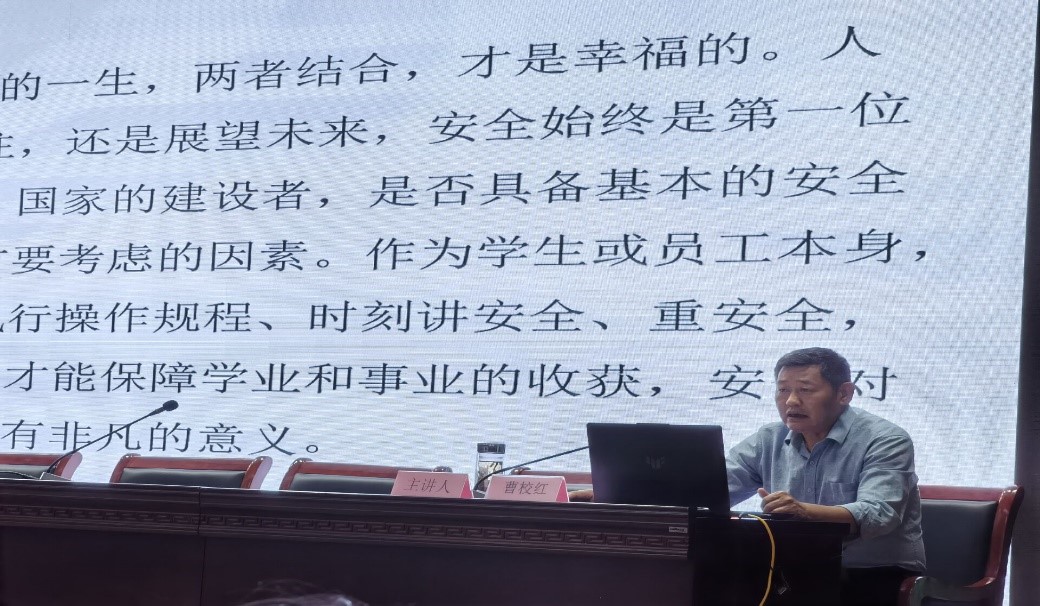 的一生，两者结合，才是幸福的。人
，还是展望未来，安全始终是第一位
国家的建设者，是否具备基本的安全
要考虑的因素。作为学生或员工本身，
行操作规程、时刻讲安全、重安全，
才能保障学业和事业的收获，安 对
有非凡的意义。
主讲人
曹校红